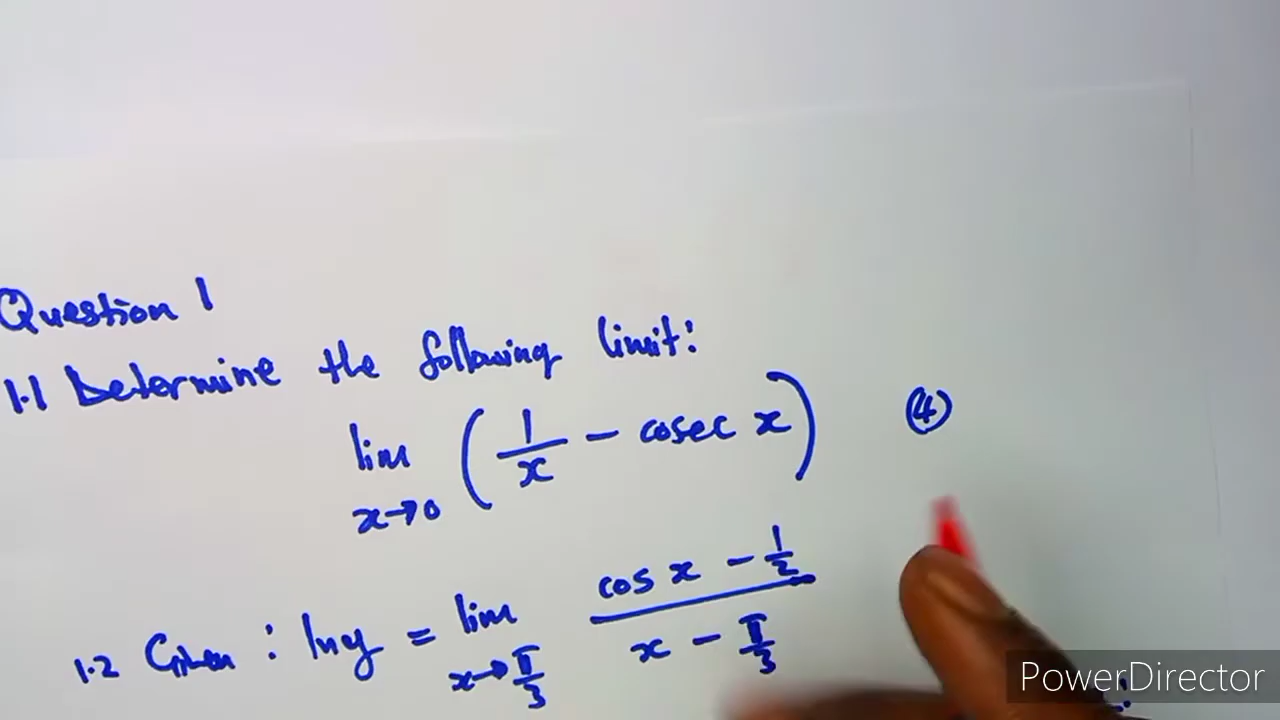 Question 1
1.1 Determine the following limit:
lim x→0 (1/x − cosec x) (4)
1.2 Given : ln y = lim x→π/3 (cos x − 1/2)/(x − π/3)
PowerDirector